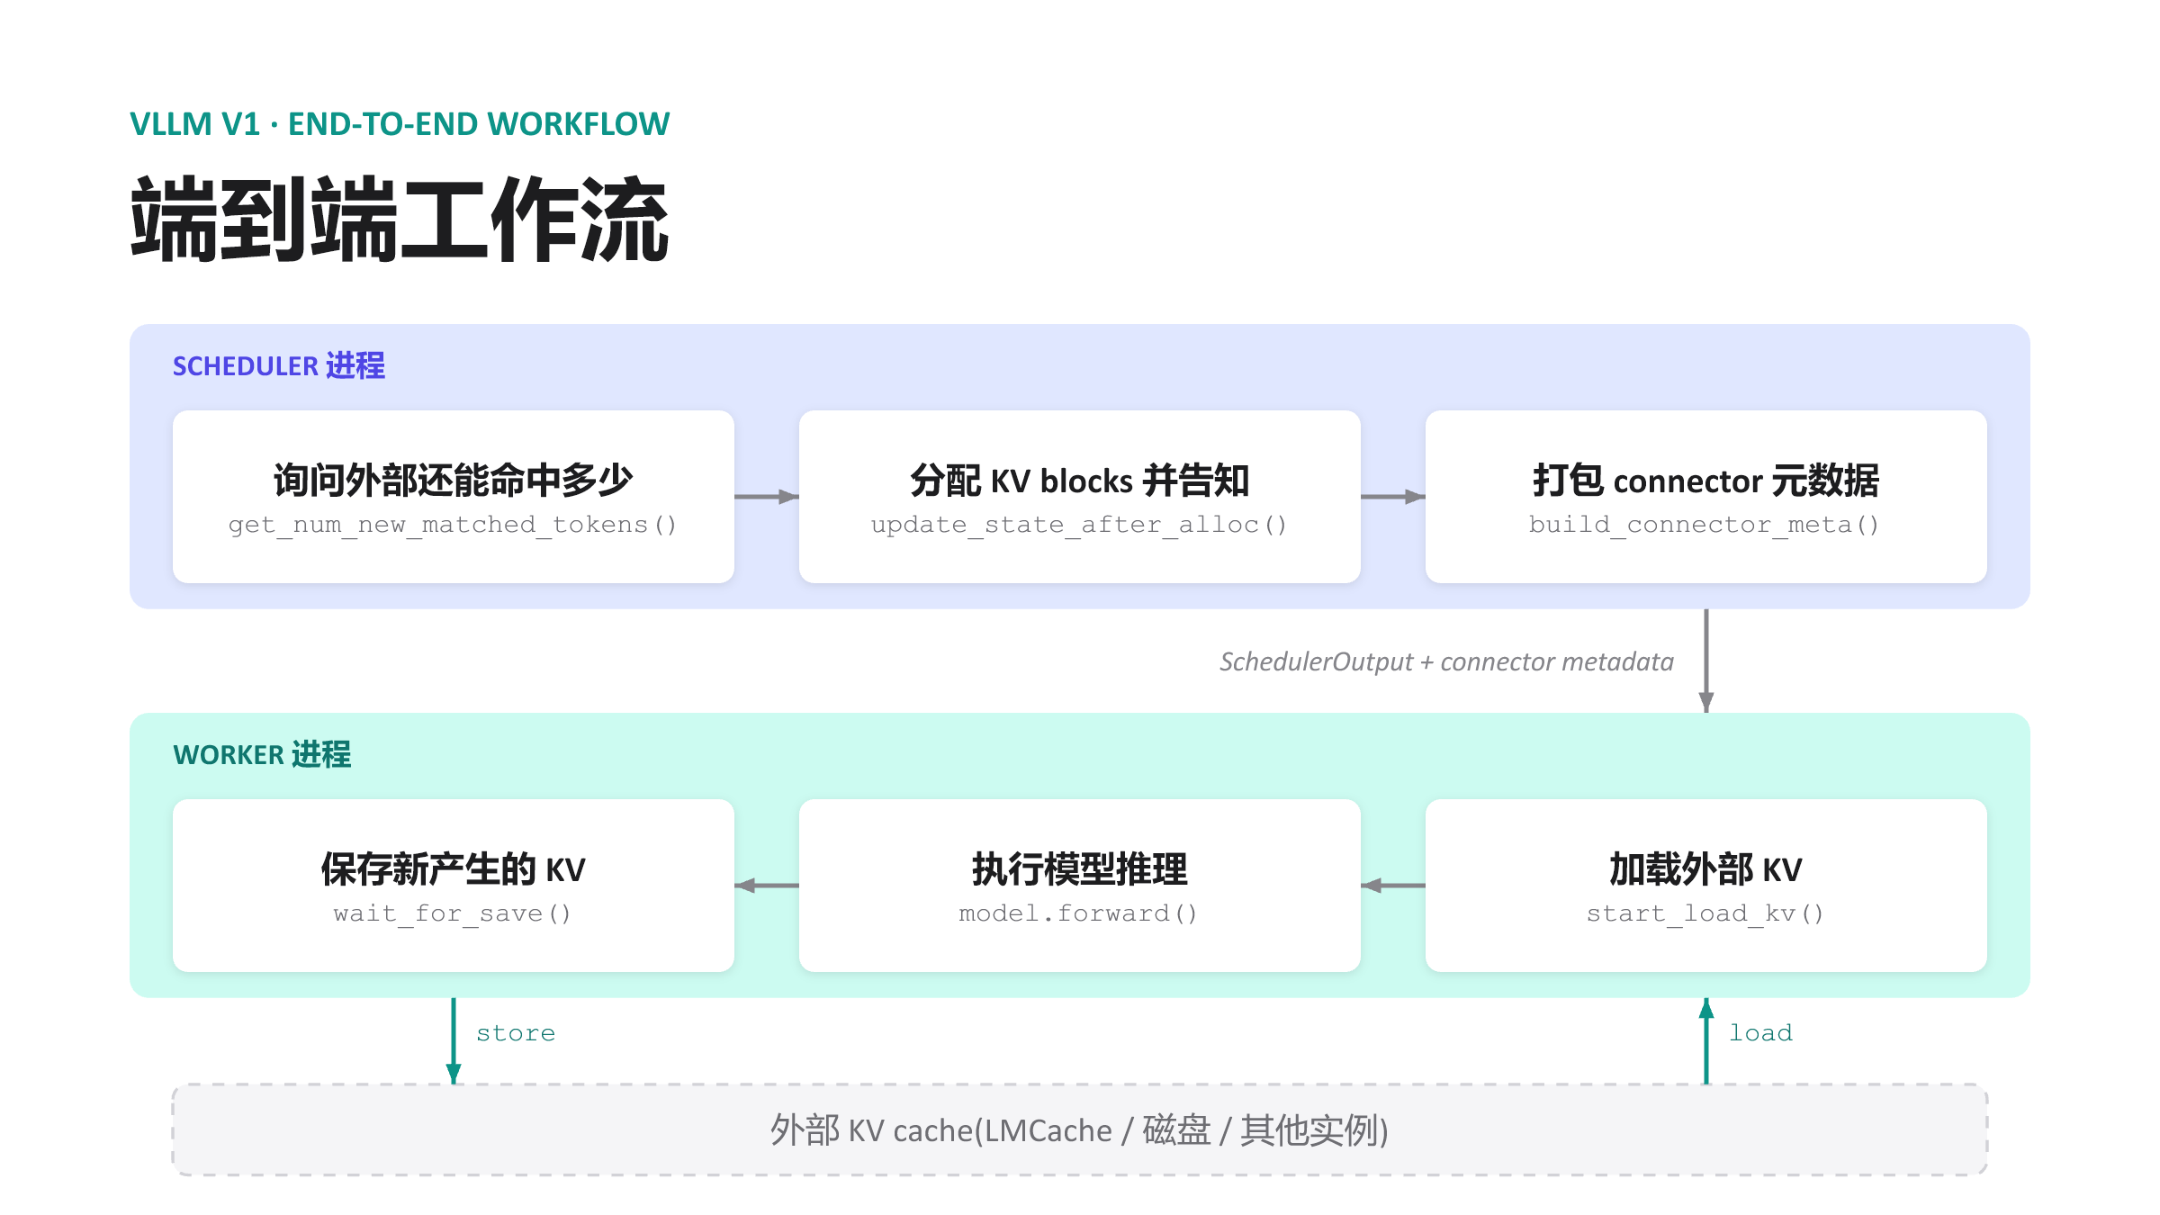 VLLM V1 · END-TO-END WORKFLOW
端到端工作流
SCHEDULER 进程
询问外部还能命中多少
get_num_new_matched_tokens()
分配 KV blocks 并告知
update_state_after_alloc()
打包 connector 元数据
build_connector_meta()
SchedulerOutput + connector metadata
WORKER 进程
保存新产生的 KV
wait_for_save()
执行模型推理
model.forward()
加载外部 KV
start_load_kv()
store
load
外部 KV cache(LMCache / 磁盘 / 其他实例)